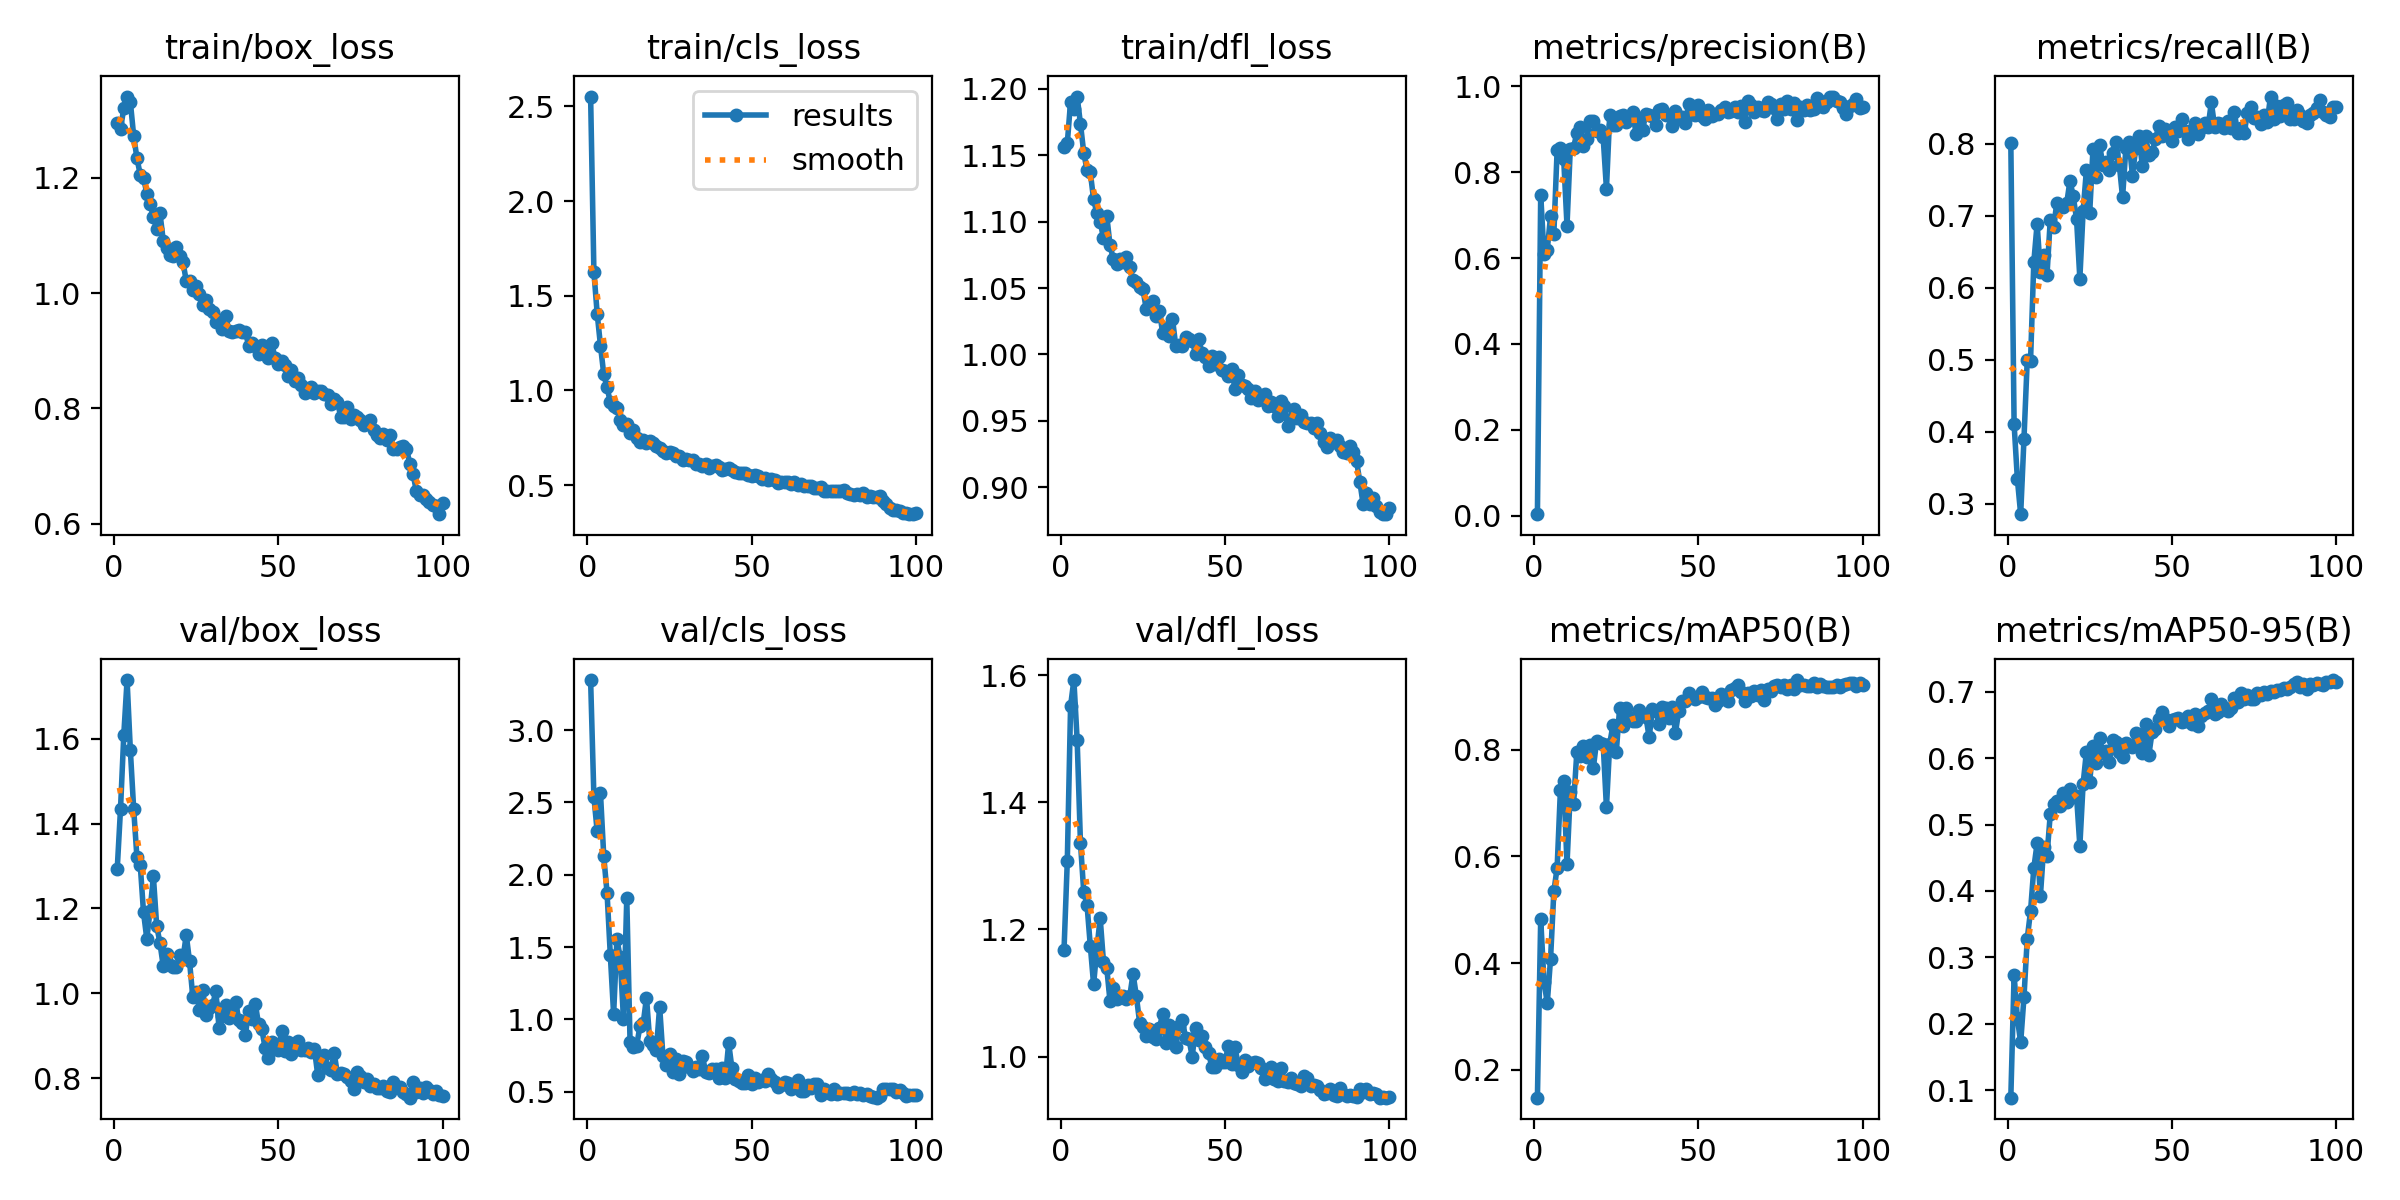 train/box_loss
1.2
1.0
0.8
0.6
0 50 100
train/cls_loss
results
smooth
2.5
2.0
1.5
1.0
0.5
0 50 100
train/dfl_loss
1.20
1.15
1.10
1.05
1.00
0.95
0.90
0 50 100
metrics/precision(B)
1.0
0.8
0.6
0.4
0.2
0.0
0 50 100
metrics/recall(B)
0.8
0.7
0.6
0.5
0.4
0.3
0 50 100
val/box_loss
1.6
1.4
1.2
1.0
0.8
0 50 100
val/cls_loss
3.0
2.5
2.0
1.5
1.0
0.5
0 50 100
val/dfl_loss
1.6
1.4
1.2
1.0
0 50 100
metrics/mAP50(B)
0.8
0.6
0.4
0.2
0 50 100
metrics/mAP50-95(B)
0.7
0.6
0.5
0.4
0.3
0.2
0.1
0 50 100